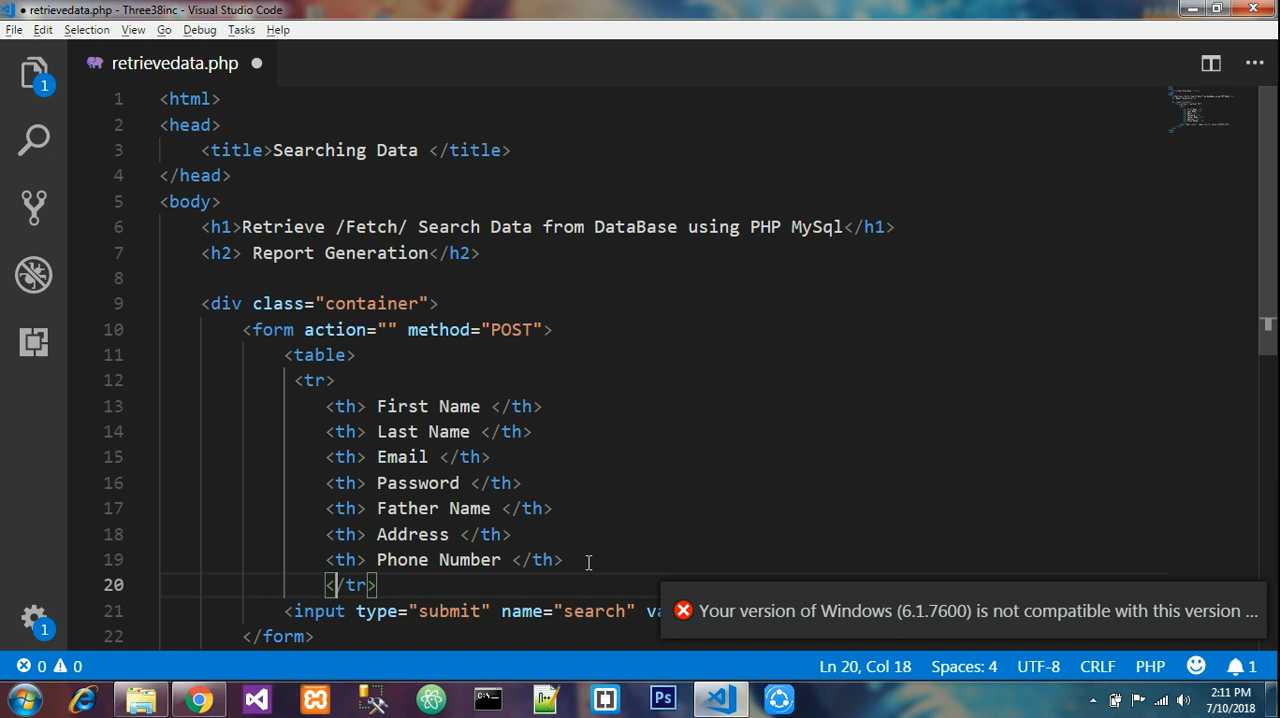 ● retrievedata.php - Three38inc - Visual Studio Code
File Edit Selection View Go Debug Tasks Help
1
retrievedata.php ●
1 <html>
2 <head>
3 <title>Searching Data </title>
4 </head>
5 <body>
6 <h1>Retrieve /Fetch/ Search Data from DataBase using PHP MySql</h1>
7 <h2> Report Generation</h2>
8
9 <div class="container">
10 <form action="" method="POST">
11 <table>
12 <tr>
13 <th> First Name </th>
14 <th> Last Name </th>
15 <th> Email </th>
16 <th> Password </th>
17 <th> Father Name </th>
18 <th> Address </th>
19 <th> Phone Number </th>
20 </tr>
21 <input type="submit" name="search" va
22 </form>
Your version of Windows (6.1.7600) is not compatible with this version ...
1
0 0 Ln 20, Col 18 Spaces: 4 UTF-8 CRLF PHP 1
Ps
2:11 PM
7/10/2018